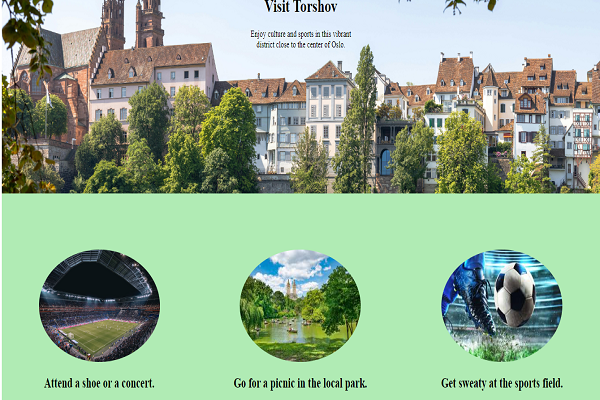 Visit Torshov
Enjoy culture and sports in this vibrant
district close to the center of Oslo.
Attend a shoe or a concert.
Go for a picnic in the local park.
Get sweaty at the sports field.